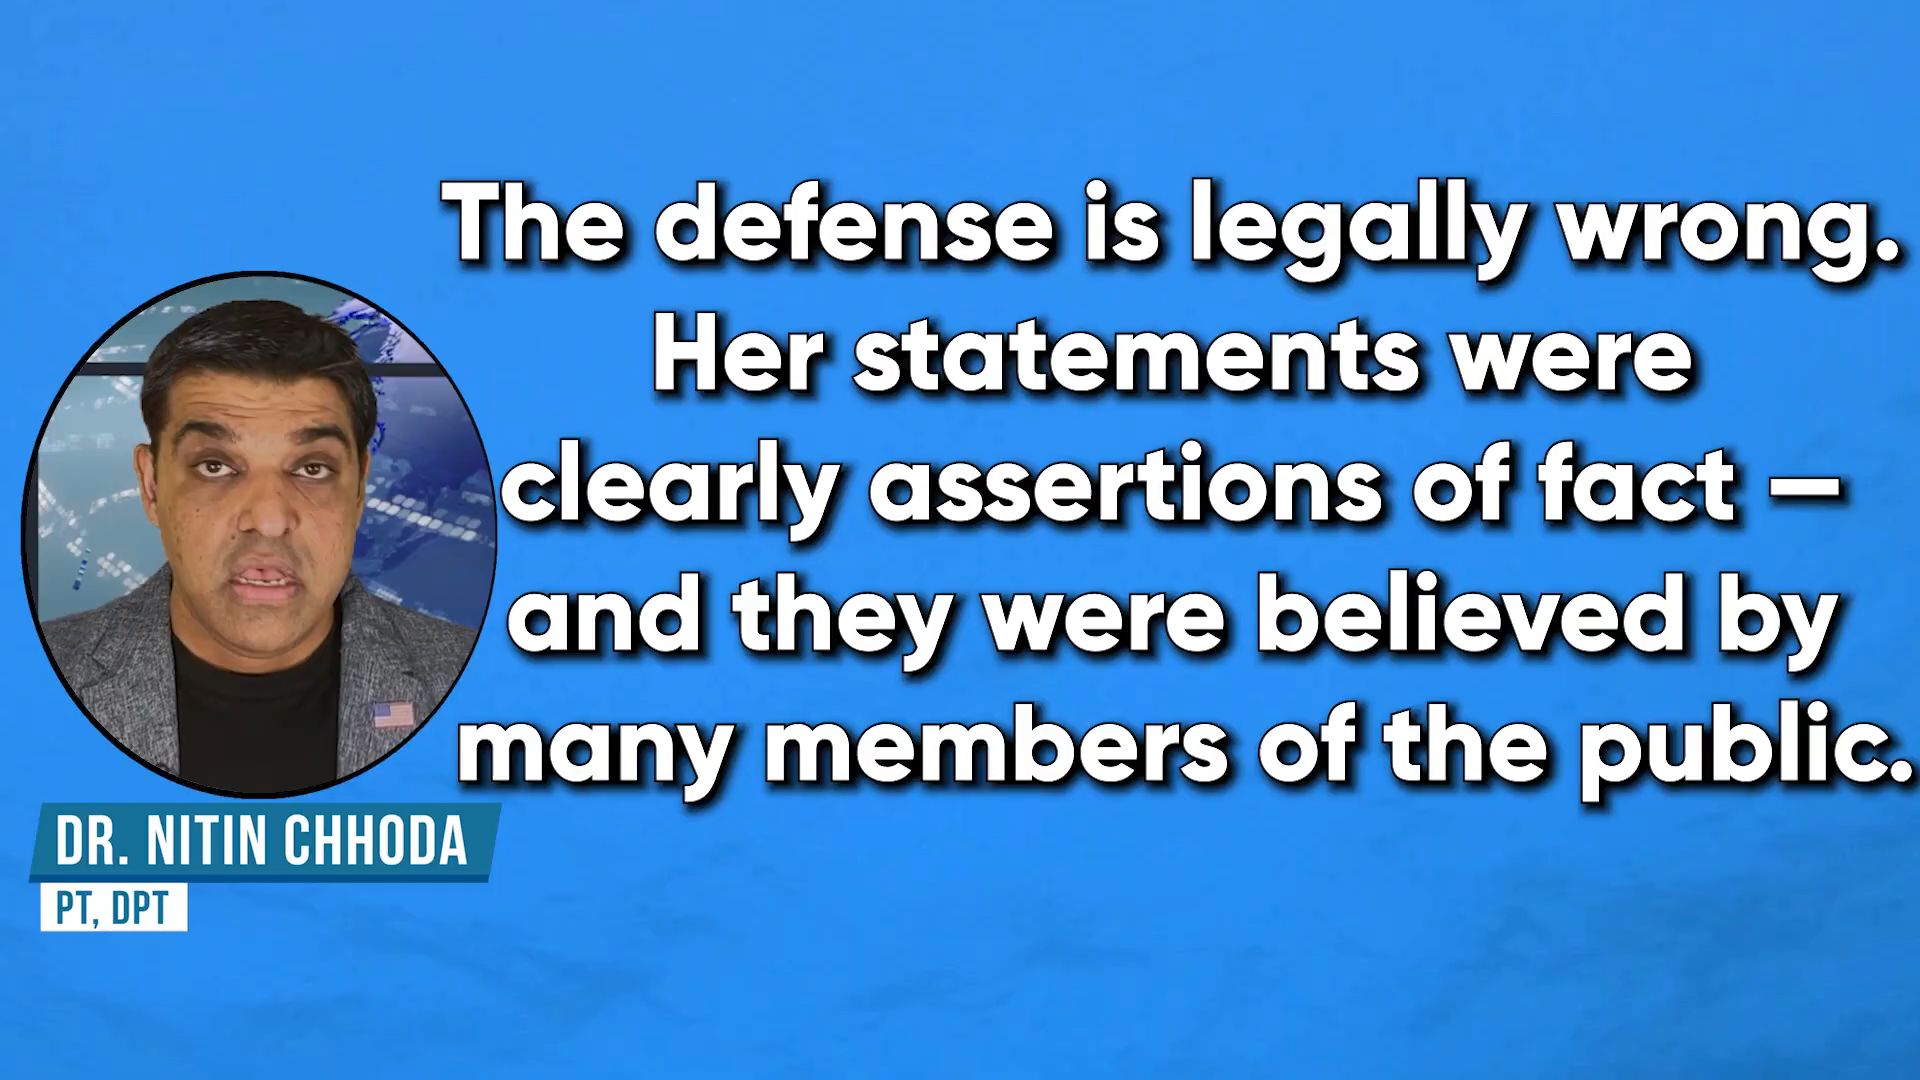 The defense is legally wrong.
Her statements were
clearly assertions of fact —
and they were believed by
many members of the public.
DR. NITIN CHHODA
PT, DPT